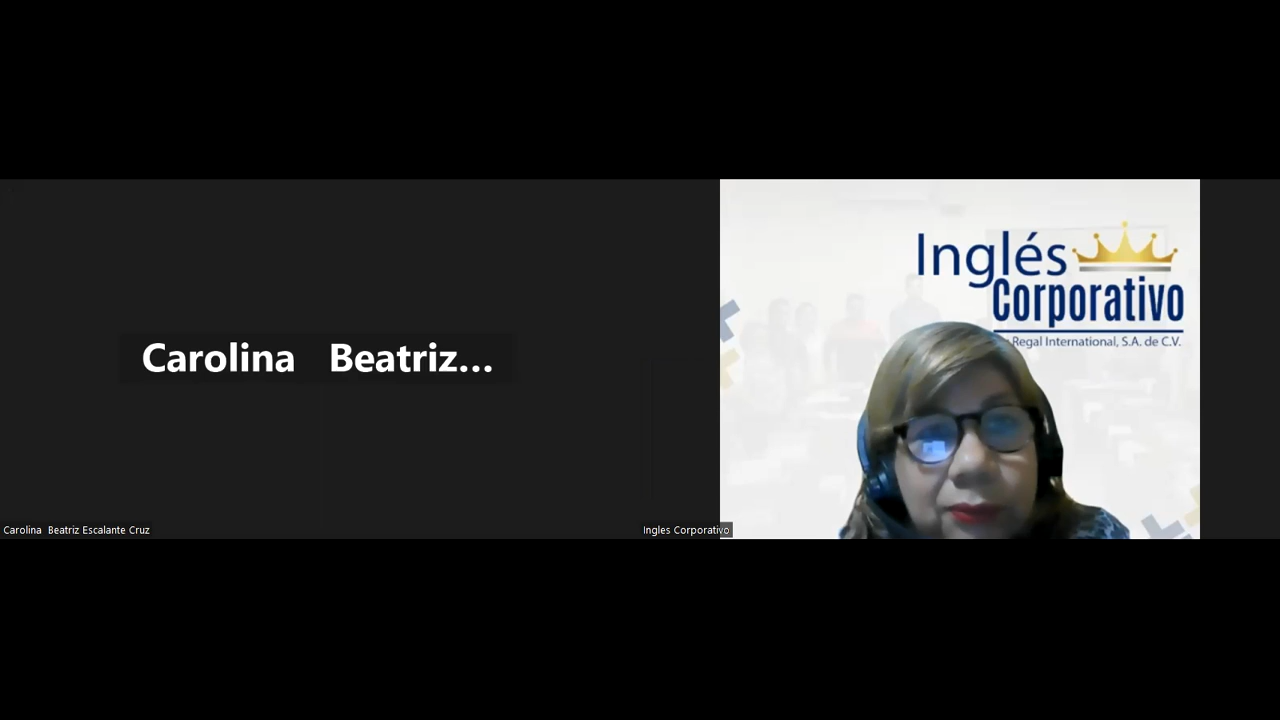 Carolina Beatriz...
Carolina Beatriz Escalante Cruz
Inglés
Corporativo
Regal International, S.A. de C.V.
Ingles Corporativo